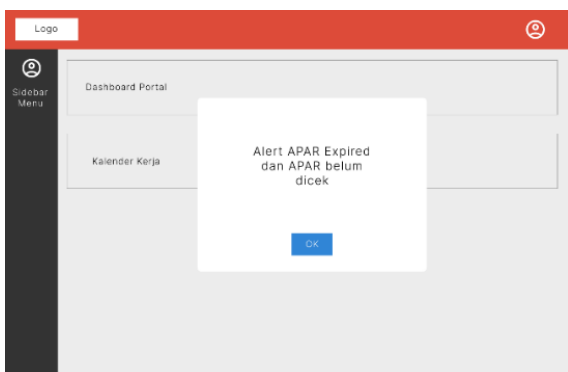 Logo
Sidebar
Menu
Dashboard Portal
Kalender Kerja
Alert APAR Expired
dan APAR belum
dicek
OK